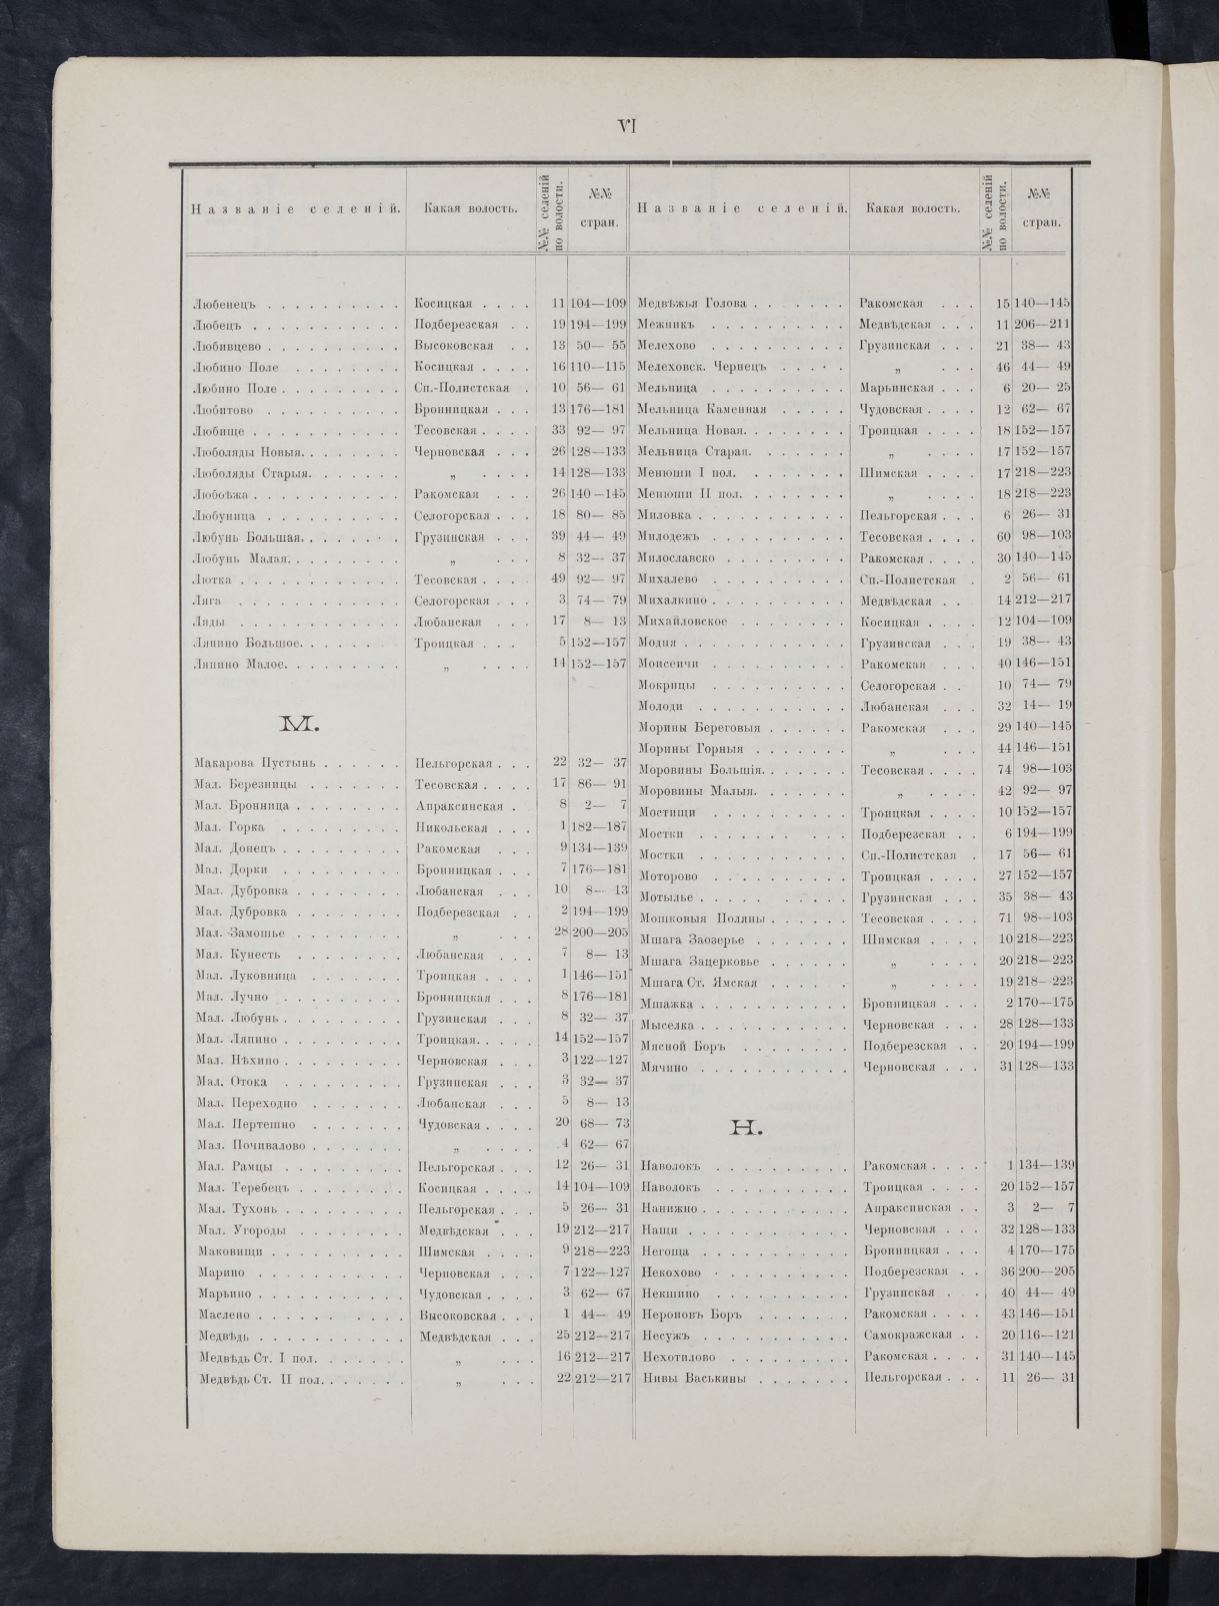 VI
Названіе селеній. Какая волость. №№ селеній по волости. №№ стран.
Любенецъ Косицкая 11 104—109
Любецъ Подберезская 19 194—199
Любивцево Высоковская 13 50—55
Любино Поле Косицкая 16 110—115
Любино Поле Сп.-Полистская 10 56—61
Любитово Бронницкая 13 176—181
Любище Тесовская 33 92—97
Люболяды Новыя. Черновская 26 128—133
Люболяды Старыя. „ 14 128—133
Любоѣжа Ракомская 26 140—145
Любуница Селогорская 18 80—85
Любунь Большая. Грузинская 39 44—49
Любунь Малая. „ 8 32—37
Лютка Тесовская 49 92—97
Ляга Селогорская 3 74—79
Ляды Любанская 17 8—13
Ляпино Большое. Троицкая 5 152—157
Ляпино Малое. „ 14 152—157
М.
Макарова Пустынь Пельгорская 22 32—37
Мал. Березницы Тесовская 17 86—91
Мал. Бронница Апраксинская 8 2—7
Мал. Горка Никольская 1 182—187
Мал. Донецъ Ракомская 9 134—139
Мал. Дорки Бронницкая 7 176—181
Мал. Дубровка Любанская 10 8—13
Мал. Дубровка Подберезская 2 194—199
Мал. Замошье „ 28 200—205
Мал. Кунесть Любанская 7 8—13
Мал. Луковница Троицкая 1 146—151
Мал. Лучно Бронницкая 8 176—181
Мал. Любунь Грузинская 8 32—37
Мал. Ляпино Троицкая. 14 152—157
Мал. Нѣхино Черновская 3 122—127
Мал. Отока Грузинская 3 32—37
Мал. Переходно Любанская 5 8—13
Мал. Пертешно Чудовская 20 68—73
Мал. Почивалово „ 4 62—67
Мал. Рамцы Пельгорская 12 26—31
Мал. Теребецъ Косицкая 14 104—109
Мал. Тухонь Пельгорская 5 26—31
Мал. Угороды Медвѣдская 19 212—217
Маковищи Шимская 9 218—223
Марино Черновская 7 122—127
Марьино Чудовская 3 62—67
Маслено Высоковская 1 44—49
Медвѣдь Медвѣдская 25 212—217
Медвѣдь Ст. I пол. „ 16 212—217
Медвѣдь Ст. II пол. „ 22 212—217
Названіе селеній. Какая волость. №№ селеній по волости. №№ стран.
Медвѣжья Голова Ракомская 15 140—145
Межникъ Медвѣдская 11 206—211
Мелехово Грузинская 21 38—43
Мелеховск. Чернецъ „ 46 44—49
Мельница Марьинская 6 20—25
Мельница Каменная Чудовская 12 62—67
Мельница Новая. Троицкая 18 152—157
Мельница Старая. „ 17 152—157
Менюши I пол. Шимская 17 218—223
Менюши II пол. „ 18 218—223
Миловка Пельгорская 6 26—31
Милодежъ Тесовская 60 98—103
Милославско Ракомская 30 140—145
Михалево Сп.-Полистская 2 56—61
Михалкино Медвѣдская 14 212—217
Михайловское Косицкая 12 104—109
Модня Грузинская 19 38—43
Моисеичи Ракомская 40 146—151
Мокрицы Селогорская 10 74—79
Молоди Любанская 32 14—19
Морины Береговыя Ракомская 29 140—145
Морины Горныя „ 44 146—151
Моровины Большія. Тесовская 74 98—103
Моровины Малыя. „ 42 92—97
Мостищи Троицкая 10 152—157
Мостки Подберезская 6 194—199
Мостки Сп.-Полистская 17 56—61
Моторово Троицкая 27 152—157
Мотылье Грузинская 35 38—43
Мошковыя Поляны Тесовская 71 98—103
Мшага Заозерье Шимская 10 218—223
Мшага Зацерковье „ 20 218—223
Мшага Ст. Ямская „ 19 218—223
Мшажка Бронницкая 2 170—175
Мыселка Черновская 28 128—133
Мясной Боръ Подберезская 20 194—199
Мячино Черновская 31 128—133
Н.
Наволокъ Ракомская 1 134—139
Наволокъ Троицкая 20 152—157
Нанижно Апраксинская 3 2—7
Нащи Черновская 32 128—133
Негоща Бронницкая 4 170—175
Некохово Подберезская 36 200—205
Некшино Грузинская 40 44—49
Нероновъ Боръ Ракомская 43 146—151
Несужъ Самокражская 20 116—121
Нехотилово Ракомская 31 140—145
Нивы Васькины Пельгорская 11 26—31